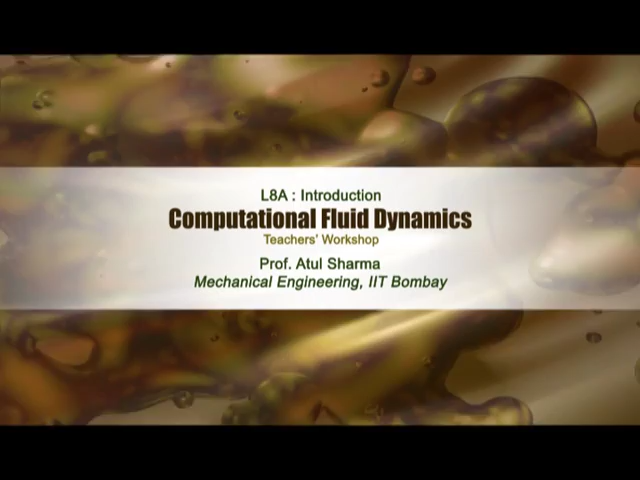 L8A : Introduction
Computational Fluid Dynamics
Teachers' Workshop
Prof. Atul Sharma
Mechanical Engineering, IIT Bombay